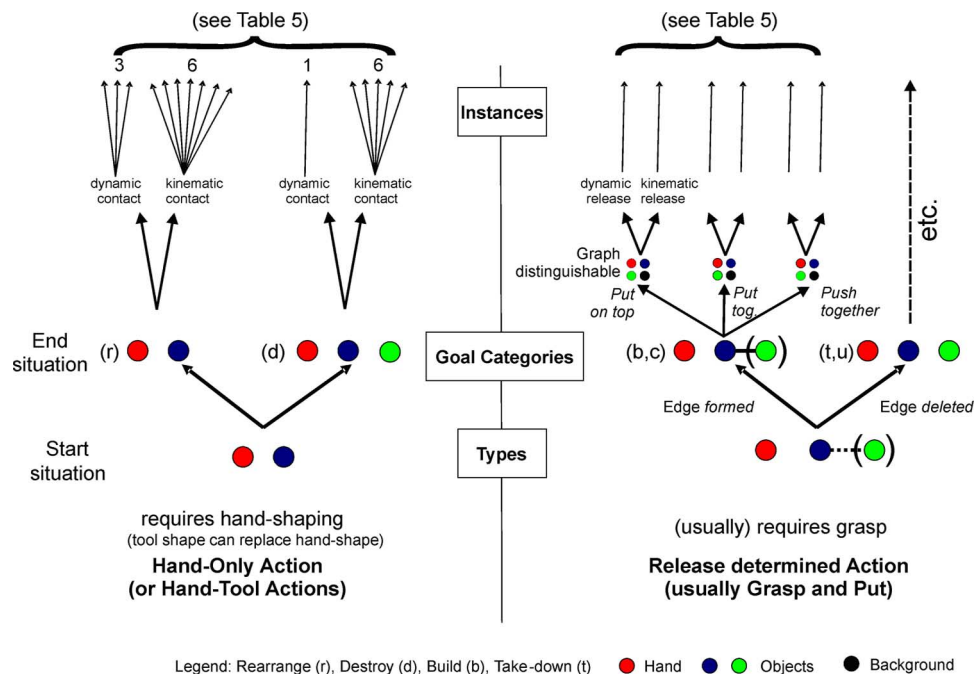 (see Table 5)
(see Table 5)
3
6
1
6
Instances
dynamic
contact
kinematic
contact
dynamic
contact
kinematic
contact
dynamic
release
kinematic
release
etc.
Graph
distinguishable
Put
on top
Put
tog.
Push
together
End
situation
(r)
(d)
Goal Categories
(b,c)
( )
(t,u)
Edge formed
Edge deleted
Start
situation
Types
( )
requires hand-shaping
(tool shape can replace hand-shape)
Hand-Only Action
(or Hand-Tool Actions)
(usually) requires grasp
Release determined Action
(usually Grasp and Put)
Legend: Rearrange (r), Destroy (d), Build (b), Take-down (t) Hand Objects Background